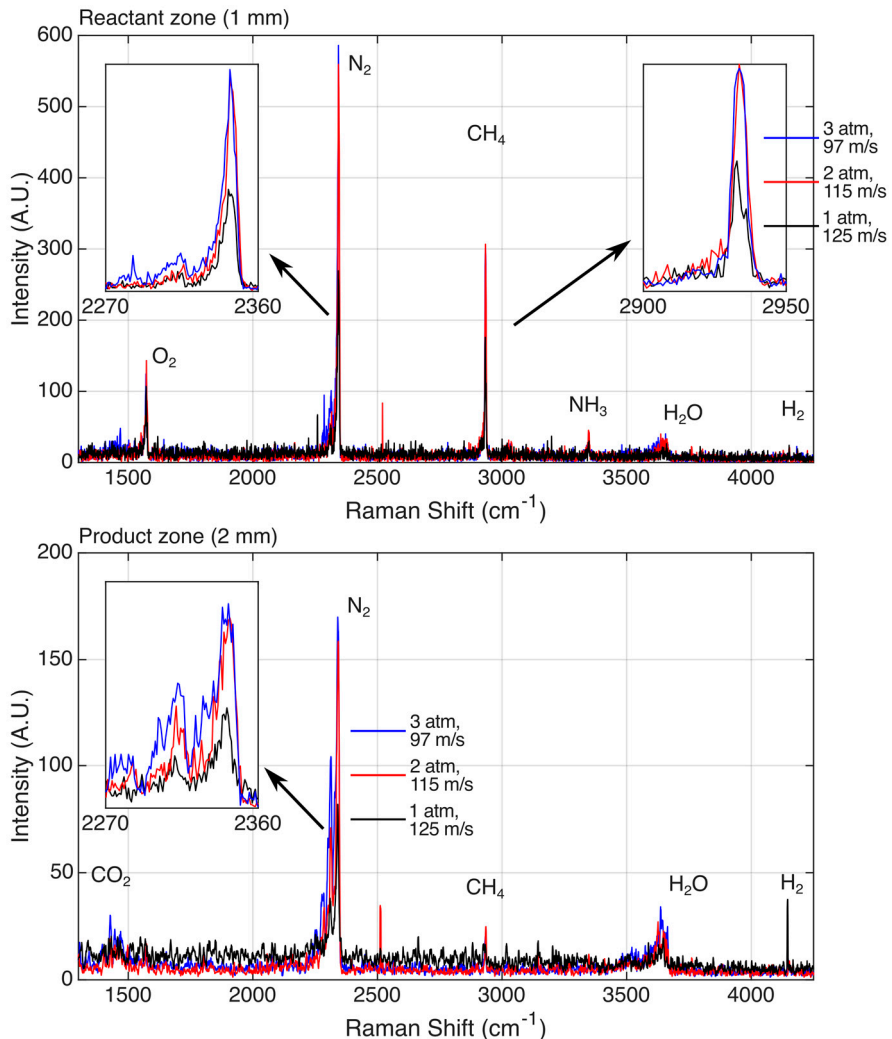 Reactant zone (1 mm)
600
500
400
300
200
100
0
Intensity (A.U.)
N₂
CH₄
O₂
NH₃
H₂O
H₂
2270
2360
2900
2950
3 atm,
97 m/s
2 atm,
115 m/s
1 atm,
125 m/s
1500
2000
2500
3000
3500
4000
Raman Shift (cm⁻¹)
Product zone (2 mm)
200
150
100
50
0
Intensity (A.U.)
N₂
2270
2360
3 atm,
97 m/s
2 atm,
115 m/s
1 atm,
125 m/s
CO₂
CH₄
H₂O
H₂
1500
2000
2500
3000
3500
4000
Raman Shift (cm⁻¹)